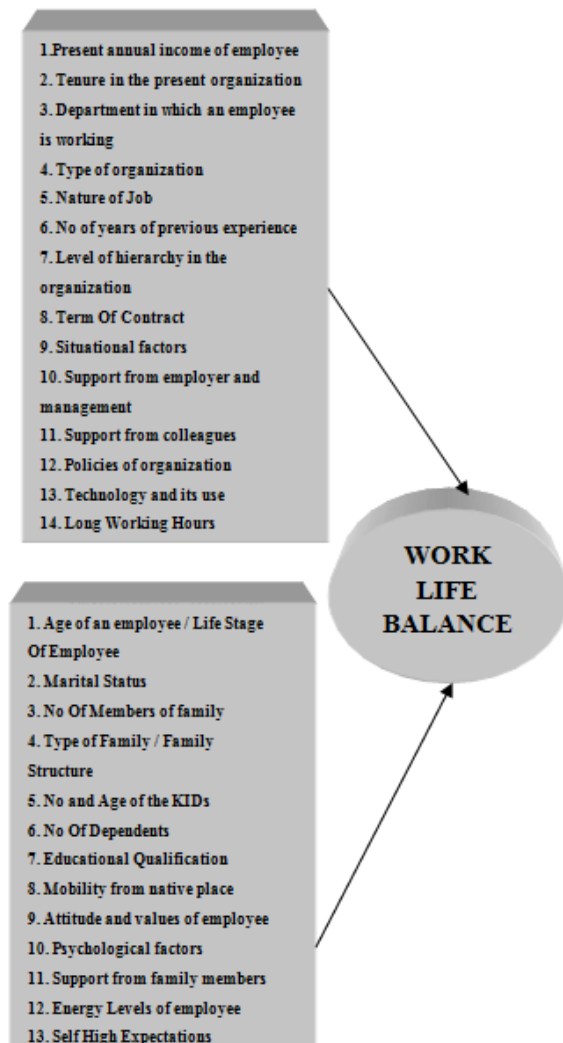 1.Present annual income of employee
2. Tenure in the present organization
3. Department in which an employee
is working
4. Type of organization
5. Nature of Job
6. No of years of previous experience
7. Level of hierarchy in the
organization
8. Term Of Contract
9. Situational factors
10. Support from employer and
management
11. Support from colleagues
12. Policies of organization
13. Technology and its use
14. Long Working Hours
WORK
LIFE
BALANCE
1. Age of an employee / Life Stage
Of Employee
2. Marital Status
3. No Of Members of family
4. Type of Family / Family
Structure
5. No and Age of the KIDs
6. No Of Dependents
7. Educational Qualification
8. Mobility from native place
9. Attitude and values of employee
10. Psychological factors
11. Support from family members
12. Energy Levels of employee
13. Self High Expectations